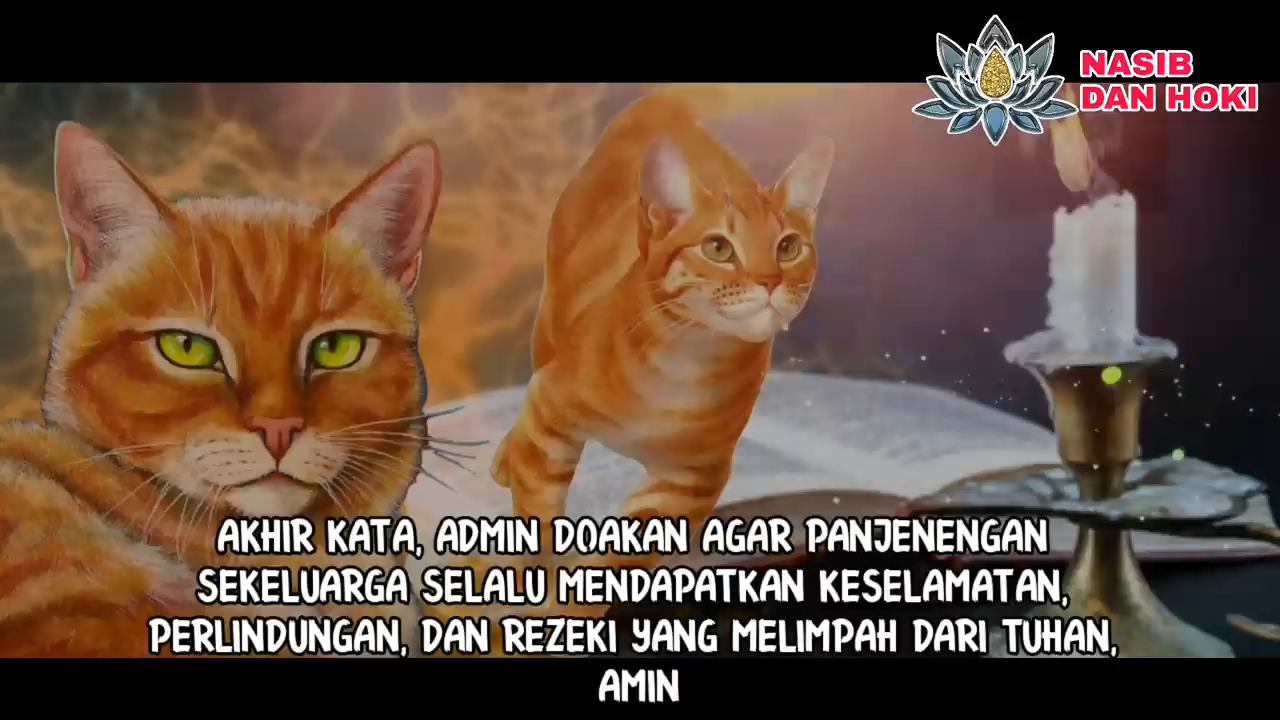 NASIB
DAN HOKI
AKHIR KATA, ADMIN DOAKAN AGAR PANJENENGAN
SEKELUARGA SELALU MENDAPATKAN KESELAMATAN,
PERLINDUNGAN, DAN REZEKI YANG MELIMPAH DARI TUHAN,
AMIN